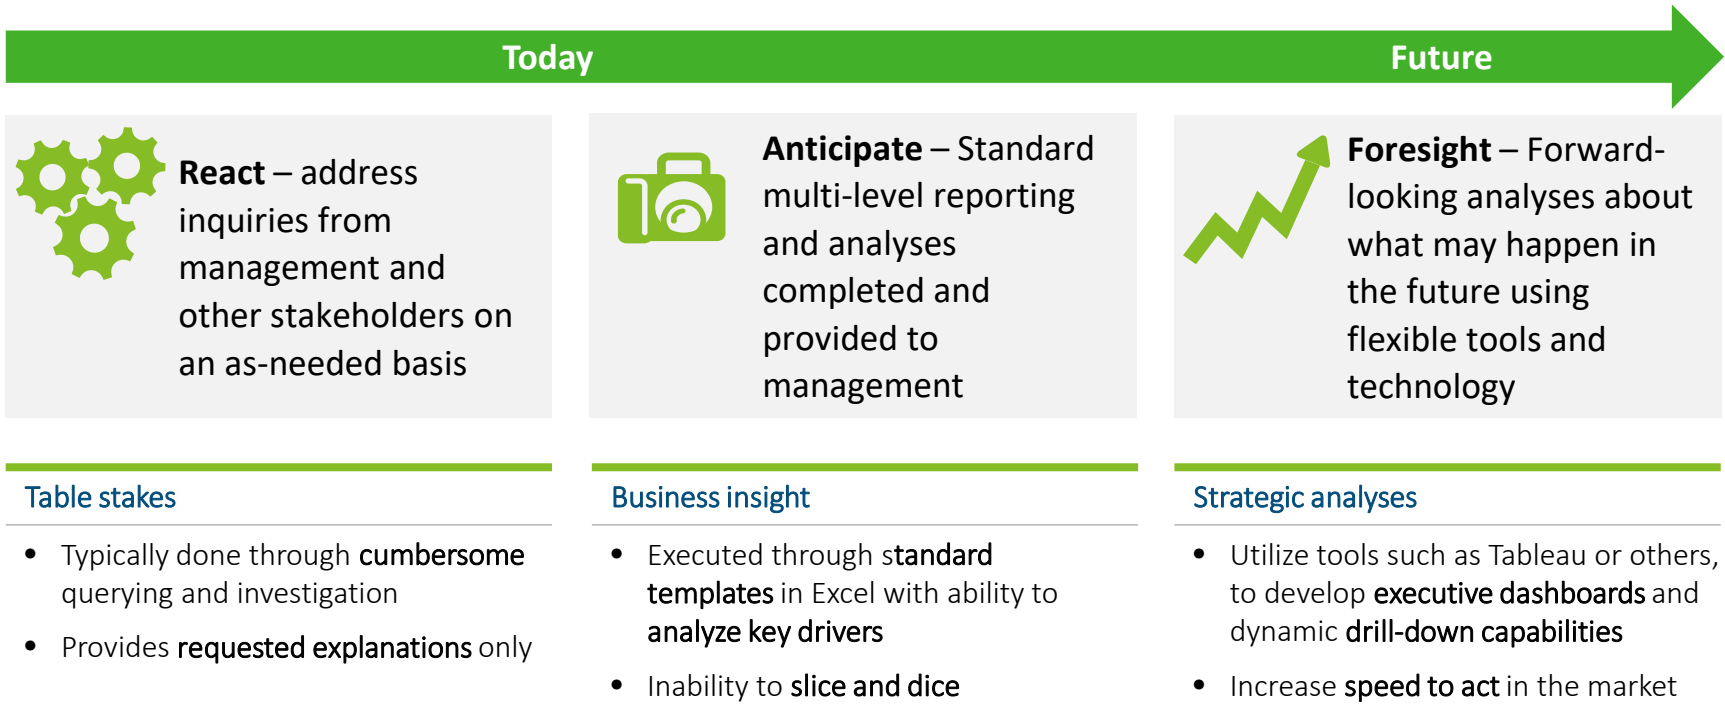 Today
Future
React – address
inquiries from
management and
other stakeholders on
an as-needed basis
Anticipate – Standard
multi-level reporting
and analyses
completed and
provided to
management
Foresight – Forward-
looking analyses about
what may happen in
the future using
flexible tools and
technology
Table stakes
• Typically done through cumbersome
querying and investigation
• Provides requested explanations only
Business insight
• Executed through standard
templates in Excel with ability to
analyze key drivers
• Inability to slice and dice
Strategic analyses
• Utilize tools such as Tableau or others,
to develop executive dashboards and
dynamic drill-down capabilities
• Increase speed to act in the market